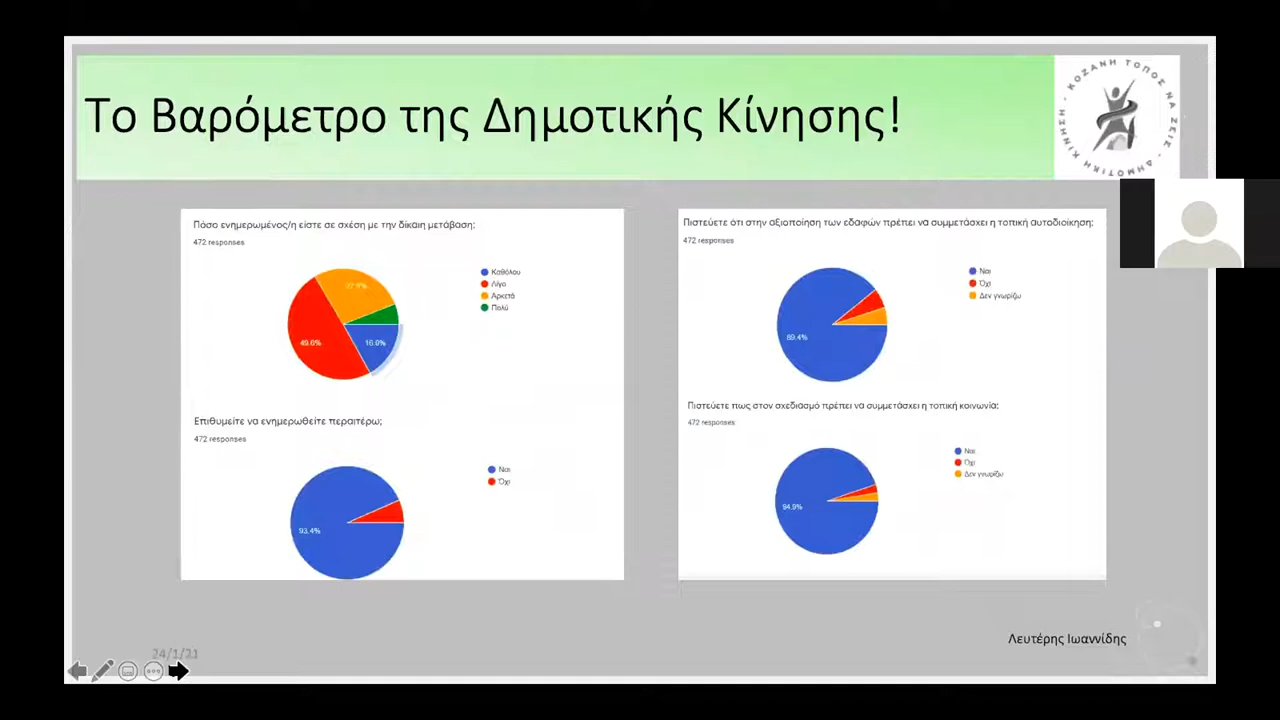 Το Βαρόμετρο της Δημοτικής Κίνησης!
ΔΗΜΟΤΙΚΗ ΚΙΝΗΣΗ · ΚΟΖΑΝΗ ΤΟΠΟΣ ΝΑ ΖΕΙΣ
Πόσο ενημερωμένος/η είστε σε σχέση με την δίκαιη μετάβαση;
472 responses
Καθόλου
Λίγο
Αρκετά
Πολύ
49.6%
16.9%
Επιθυμείτε να ενημερωθείτε περαιτέρω;
472 responses
Ναι
Όχι
93.4%
Πιστεύετε ότι στην αξιοποίηση των εδαφών πρέπει να συμμετάσχει η τοπική αυτοδιοίκηση;
472 responses
Ναι
Όχι
Δεν γνωρίζω
89.4%
Πιστεύετε πως στον σχεδιασμό πρέπει να συμμετάσχει η τοπική κοινωνία;
472 responses
Ναι
Όχι
Δεν γνωρίζω
94.9%
Λευτέρης Ιωαννίδης
24/1/21